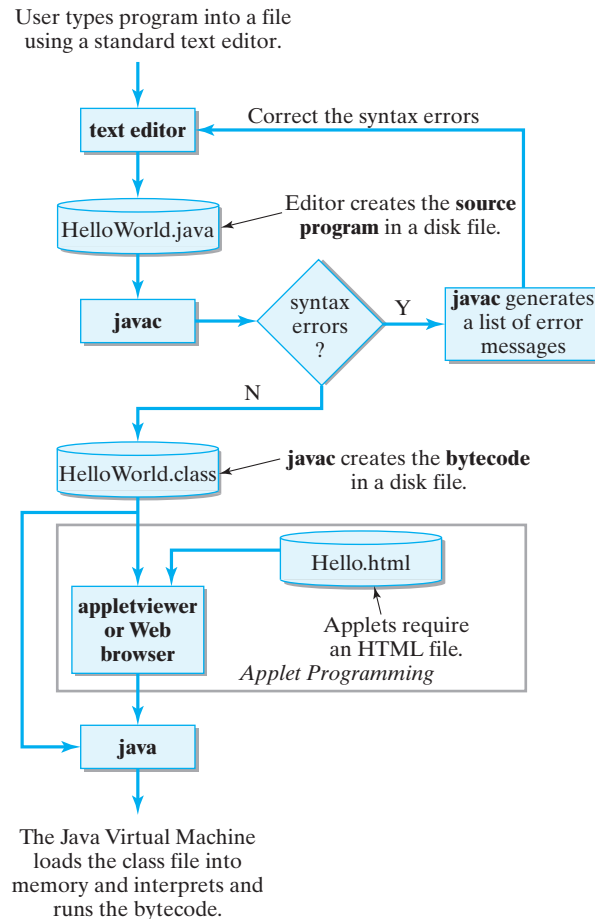 User types program into a file
using a standard text editor.
Correct the syntax errors
text editor
Editor creates the source
program in a disk file.
HelloWorld.java
javac
syntax
errors
?
Y
javac generates
a list of error
messages
N
HelloWorld.class
javac creates the bytecode
in a disk file.
Hello.html
appletviewer
or Web
browser
Applets require
an HTML file.
Applet Programming
java
The Java Virtual Machine
loads the class file into
memory and interprets and
runs the bytecode.